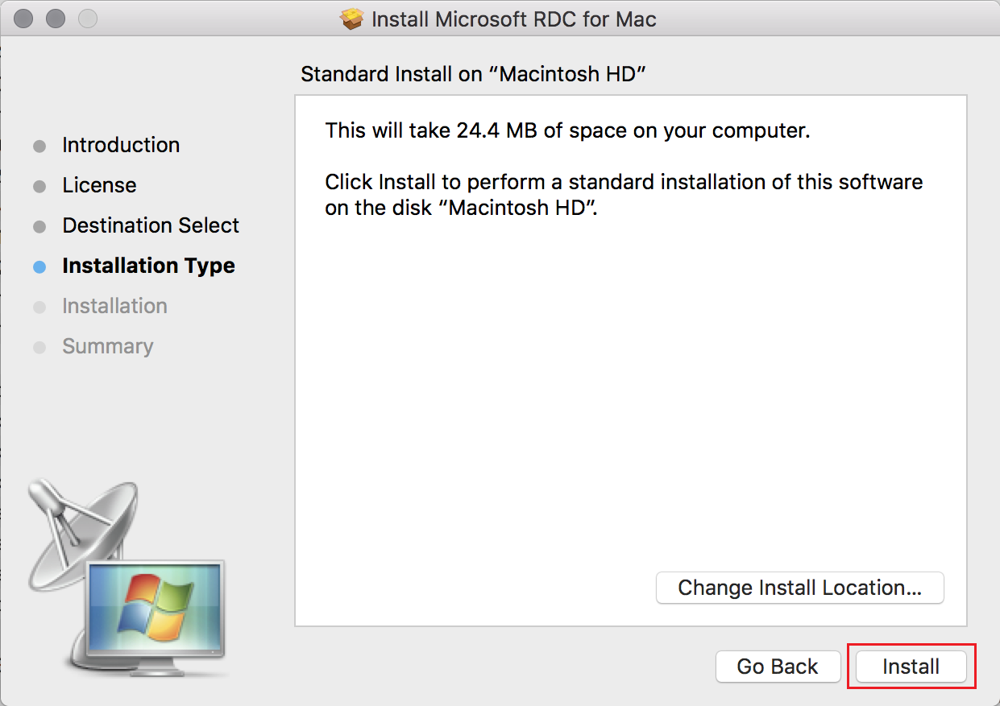 Install Microsoft RDC for Mac
Standard Install on “Macintosh HD”
Introduction
License
Destination Select
Installation Type
Installation
Summary
This will take 24.4 MB of space on your computer.
Click Install to perform a standard installation of this software
on the disk “Macintosh HD”.
Change Install Location...
Go Back
Install